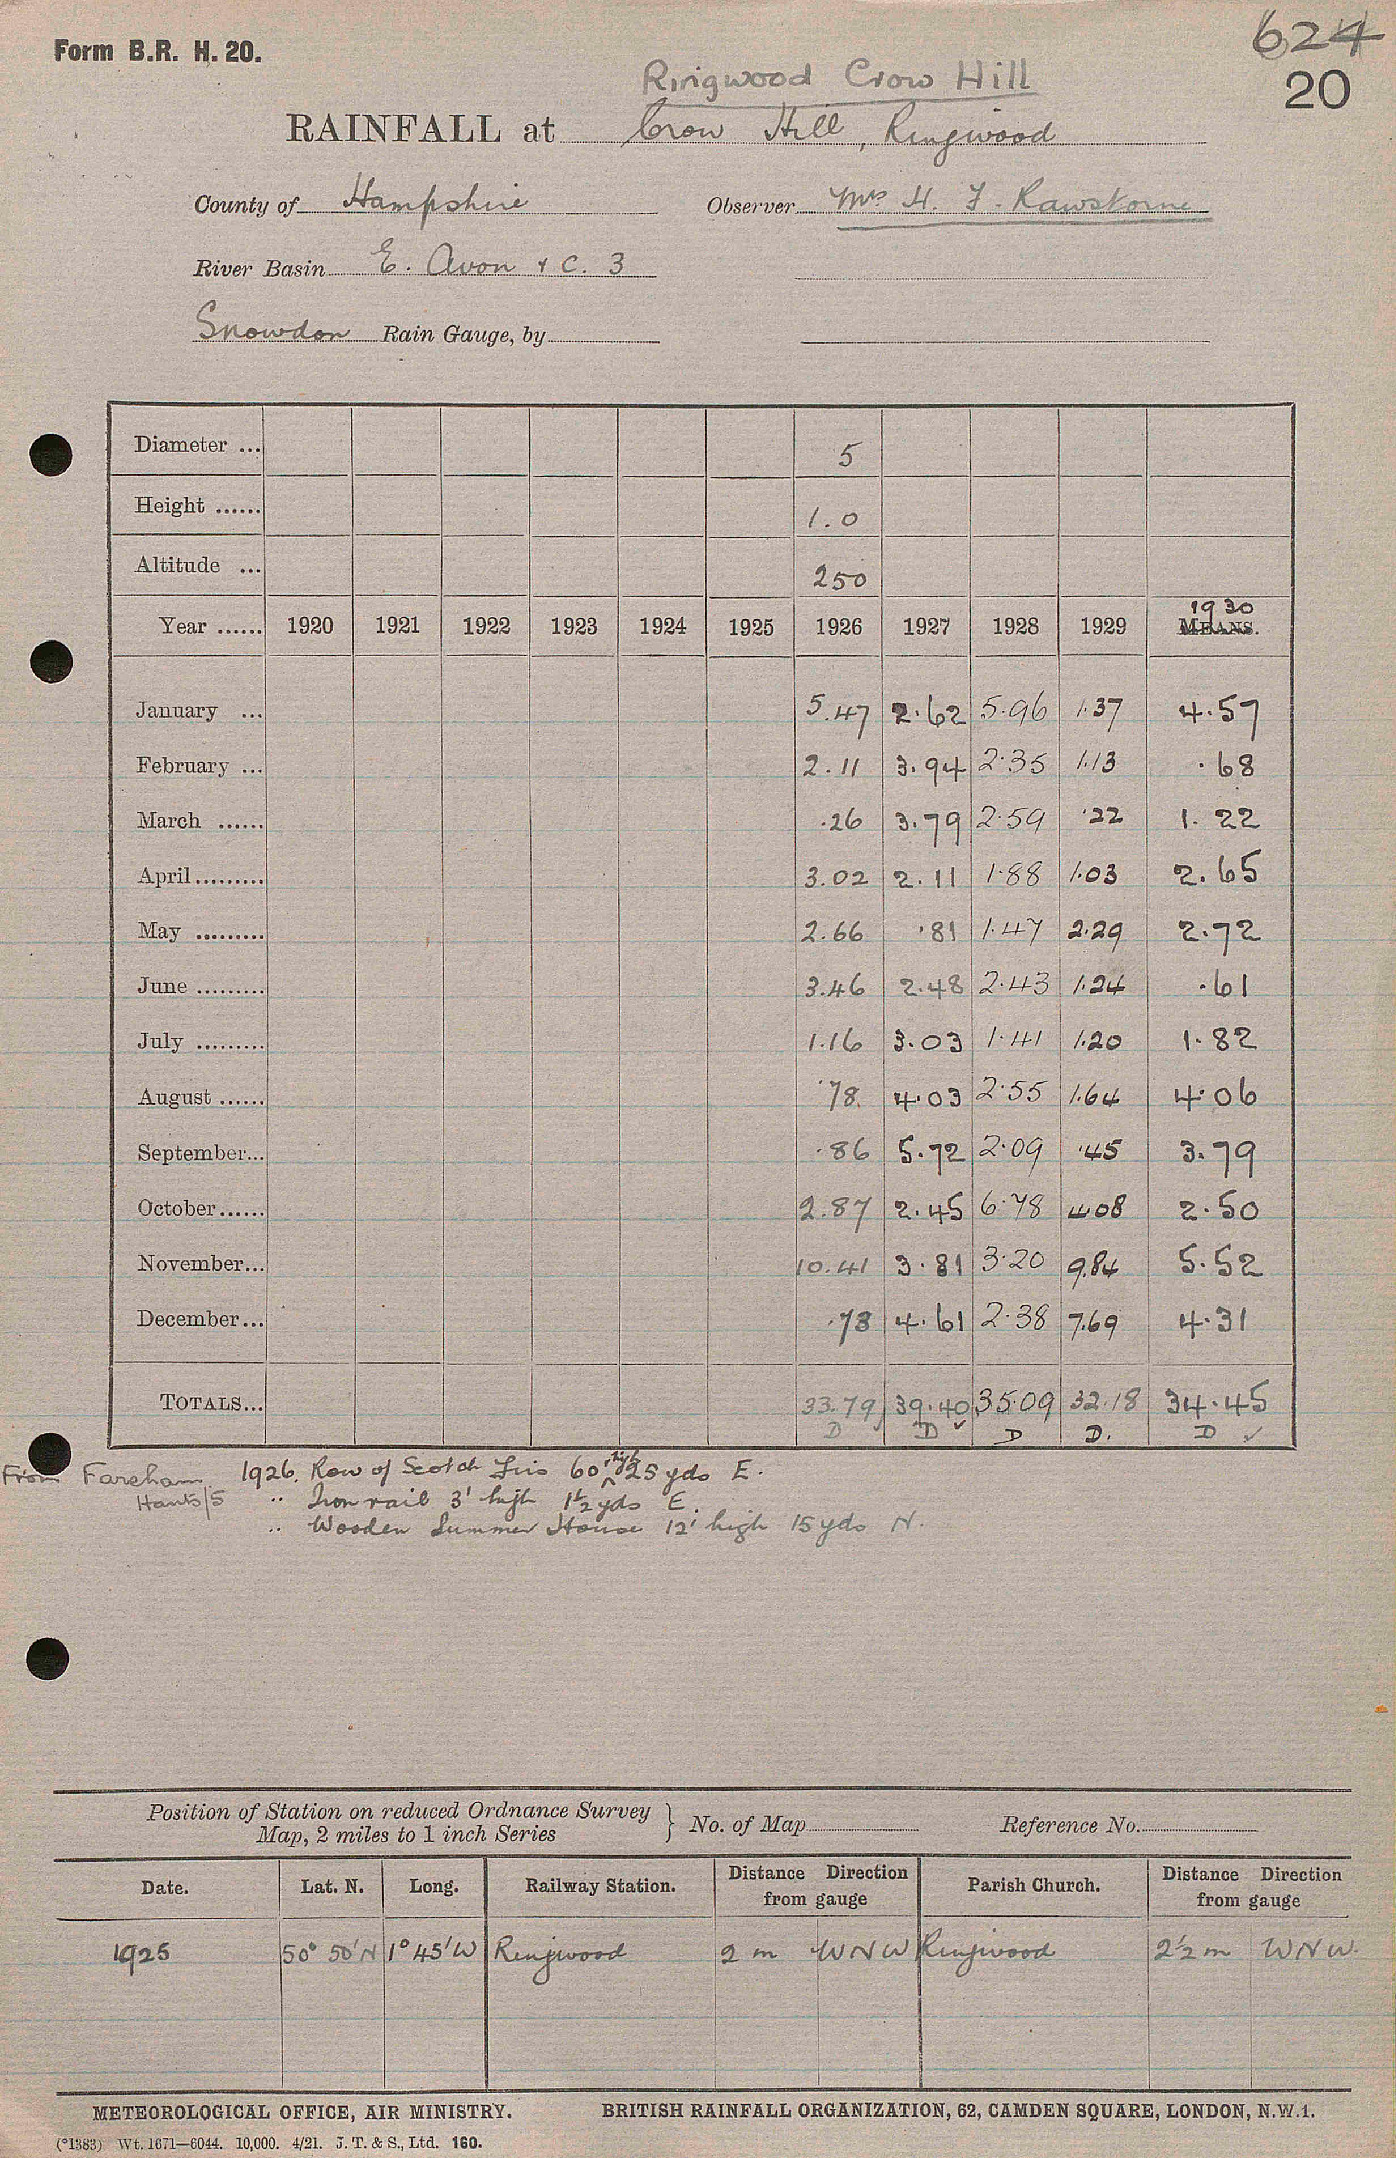 Form B.R. H. 20.
624
20
Ringwood Crow Hill
RAINFALL at Crow Hill, Ringwood
County of Hampshire Observer Mrs H. F. Rawstorne
River Basin E. Avon & C. 3
Snowdon Rain Gauge, by
Diameter ... 5
Height ...... 1.0
Altitude ... 250
1930
Year ...... 1920 1921 1922 1923 1924 1925 1926 1927 1928 1929 MEANS.
January ... 5.47 2.62 5.96 1.37 4.57
February ... 2.11 3.94 2.35 1.13 .68
March ...... .26 3.79 2.59 .22 1.22
April......... 3.02 2.11 1.88 1.03 2.65
May ......... 2.66 .81 1.47 2.29 2.72
June ......... 3.46 2.48 2.43 1.24 .61
July ......... 1.16 3.03 1.41 1.20 1.82
August ...... .78 4.03 2.55 1.64 4.06
September... .86 5.72 2.09 .45 3.79
October...... 2.87 2.45 6.78 4.08 2.50
November... 10.41 3.81 3.20 9.84 5.52
December... .73 4.61 2.38 7.69 4.31
TOTALS... 33.79 39.40 35.09 32.18 34.45
D D ✓ D D. D ✓
From Fareham 1926. Row of Scotch Firs 60' high 25 yds E.
Hants/5 " Iron rail 3' high 1½ yds E.
" Wooden Summer House 12' high 15 yds N.
Position of Station on reduced Ordnance Survey
Map, 2 miles to 1 inch Series } No. of Map Reference No.
Date. Lat. N. Long. Railway Station. Distance Direction from gauge Parish Church. Distance Direction from gauge
1925 50° 50' N 1° 45' W Ringwood 2 m WNW Ringwood 2½ m WNW.
METEOROLOGICAL OFFICE, AIR MINISTRY. BRITISH RAINFALL ORGANIZATION, 62, CAMDEN SQUARE, LONDON, N.W.1.
(*1383) Wt. 1671—6044. 10,000. 4/21. J. T. & S., Ltd. 160.